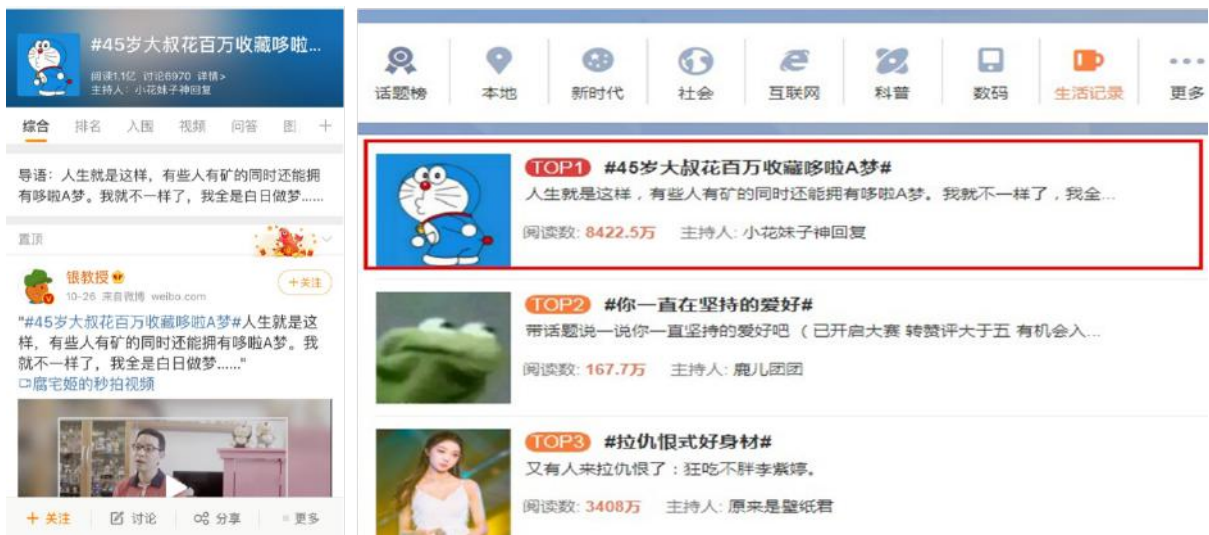 #45岁大叔花百万收藏哆啦...
阅读1.1亿 讨论6970 详情>
主持人：小花妹子神回复
综合 排名 入围 视频 问答 图 +
导语：人生就是这样，有些人有矿的同时还能拥
有哆啦A梦。我就不一样了，我全是白日做梦......
置顶
银教授
+关注
10-26 来自微博 weibo.com
"#45岁大叔花百万收藏哆啦A梦#人生就是这
样，有些人有矿的同时还能拥有哆啦A梦。我
就不一样了，我全是白日做梦......"
腐宅姬的秒拍视频
+ 关注 讨论 分享 更多
话题榜 本地 新时代 社会 互联网 科普 数码 生活记录 更多
TOP1 #45岁大叔花百万收藏哆啦A梦#
人生就是这样，有些人有矿的同时还能拥有哆啦A梦。我就不一样了，我全...
阅读数: 8422.5万 主持人: 小花妹子神回复
TOP2 #你一直在坚持的爱好#
带话题说一说你一直坚持的爱好吧（已开启大赛 转赞评大于五 有机会入...
阅读数: 167.7万 主持人: 鹿儿团团
TOP3 #拉仇恨式好身材#
又有人来拉仇恨了：狂吃不胖李紫婷。
阅读数: 3408万 主持人: 原来是壁纸君